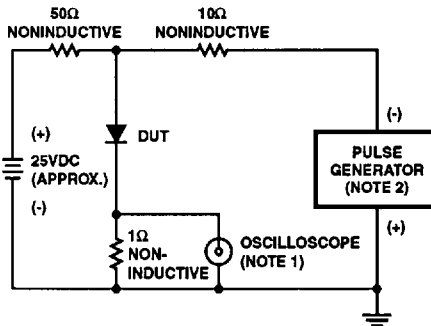 50Ω
NONINDUCTIVE
10Ω
NONINDUCTIVE
(+)
25VDC
(APPROX.)
(-)
DUT
1Ω
NON-
INDUCTIVE
OSCILLOSCOPE
(NOTE 1)
(-)
PULSE
GENERATOR
(NOTE 2)
(+)